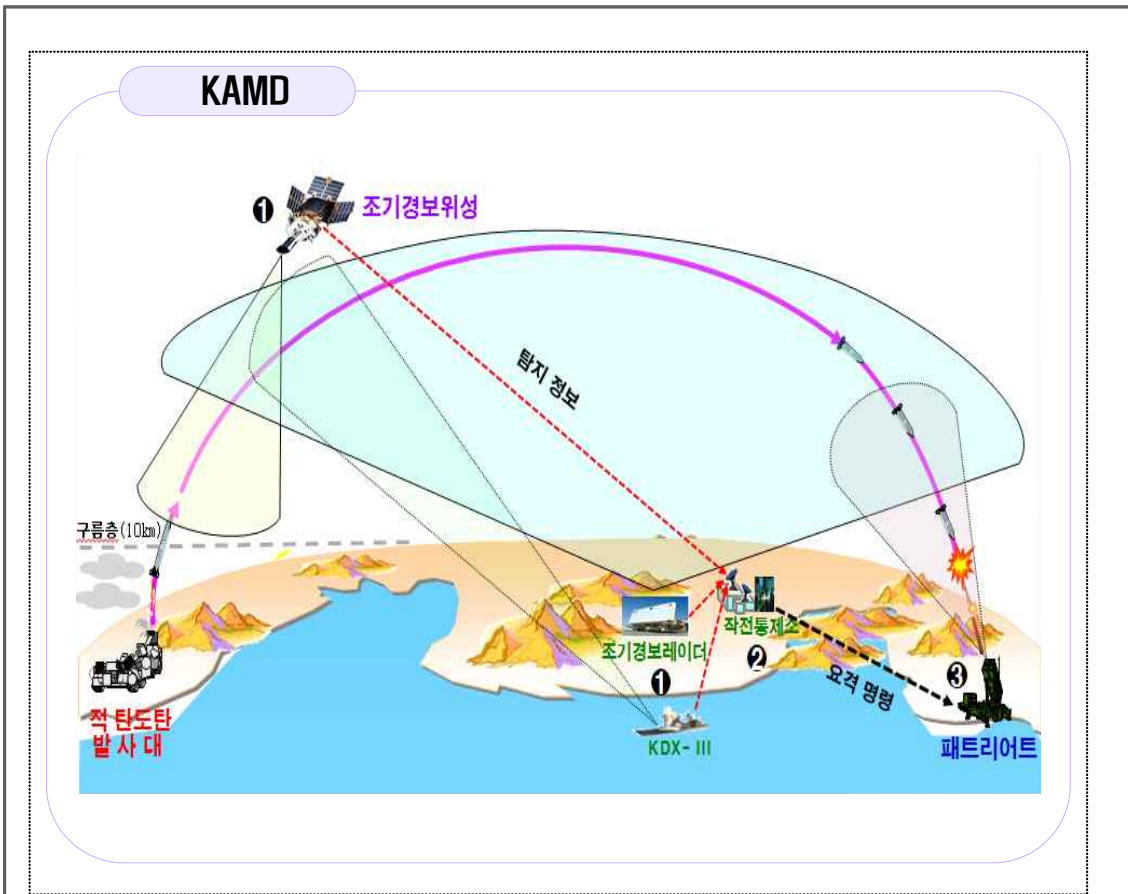 KAMD
❶
조기경보위성
탐지 정보
구름층(10㎞)
작전통제소
조기경보레이더
❶
❷
❸
요격 명령
적 탄도탄
발 사 대
KDX-III
패트리어트